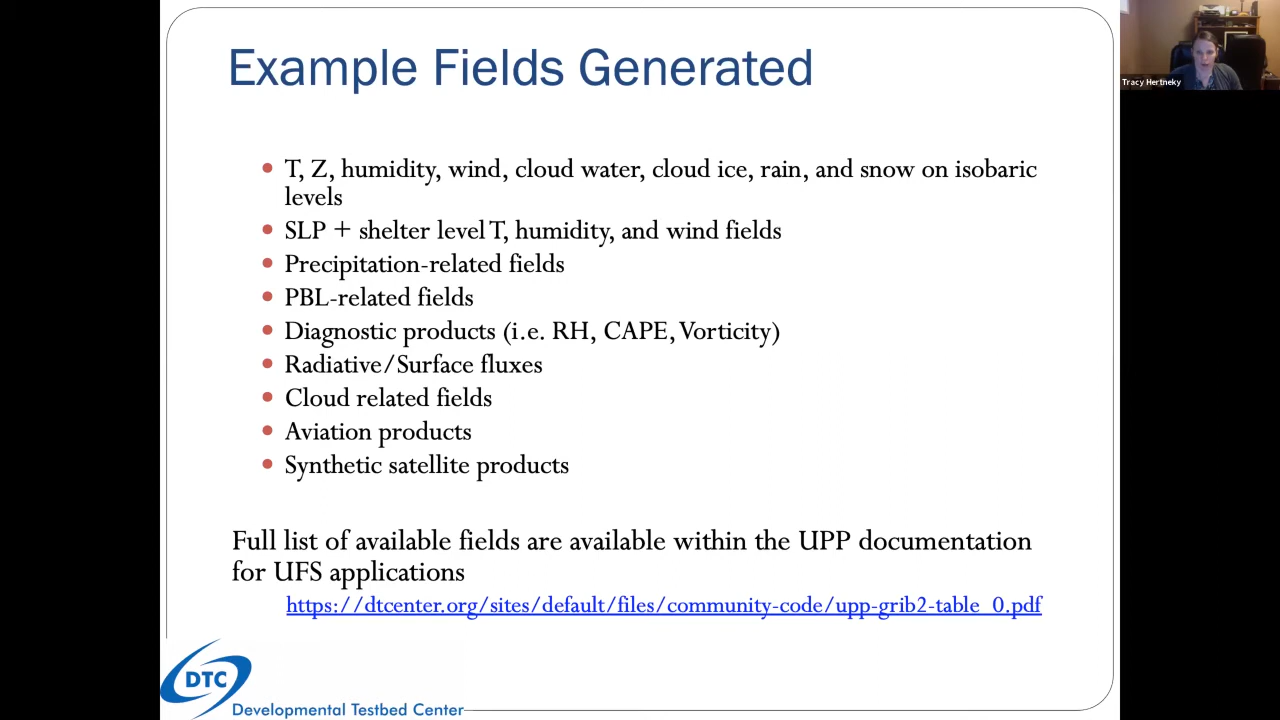 Example Fields Generated
Tracy Hertneky
• T, Z, humidity, wind, cloud water, cloud ice, rain, and snow on isobaric
levels
• SLP + shelter level T, humidity, and wind fields
• Precipitation-related fields
• PBL-related fields
• Diagnostic products (i.e. RH, CAPE, Vorticity)
• Radiative/Surface fluxes
• Cloud related fields
• Aviation products
• Synthetic satellite products
Full list of available fields are available within the UPP documentation
for UFS applications
https://dtcenter.org/sites/default/files/community-code/upp-grib2-table_0.pdf
DTC
Developmental Testbed Center